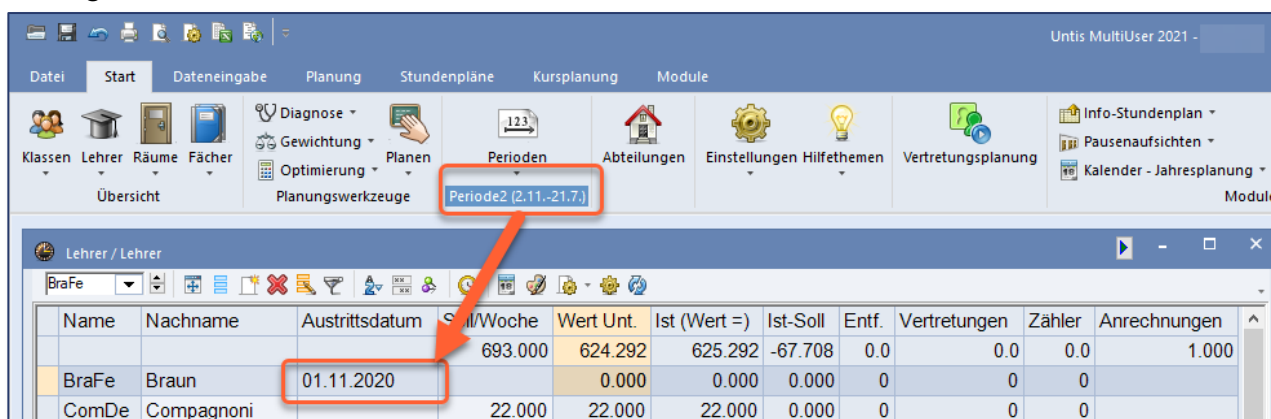 Untis MultiUser 2021 -
Datei Start Dateneingabe Planung Stundenpläne Kursplanung Module
Diagnose
Gewichtung
Optimierung
Klassen Lehrer Räume Fächer Planen 123 Perioden Abteilungen Einstellungen Hilfethemen Vertretungsplanung
Info-Stundenplan
Pausenaufsichten
Kalender - Jahresplanung
Übersicht Planungswerkzeuge Periode2 (2.11.-21.7.) Module
Lehrer / Lehrer
BraFe
Name Nachname Austrittsdatum Soll/Woche Wert Unt. Ist (Wert =) Ist-Soll Entf. Vertretungen Zähler Anrechnungen
693.000 624.292 625.292 -67.708 0.0 0.0 0.0 1.000
BraFe Braun 01.11.2020 0.000 0.000 0.000 0 0 0
ComDe Compagnoni 22.000 22.000 22.000 0.000 0 0 0